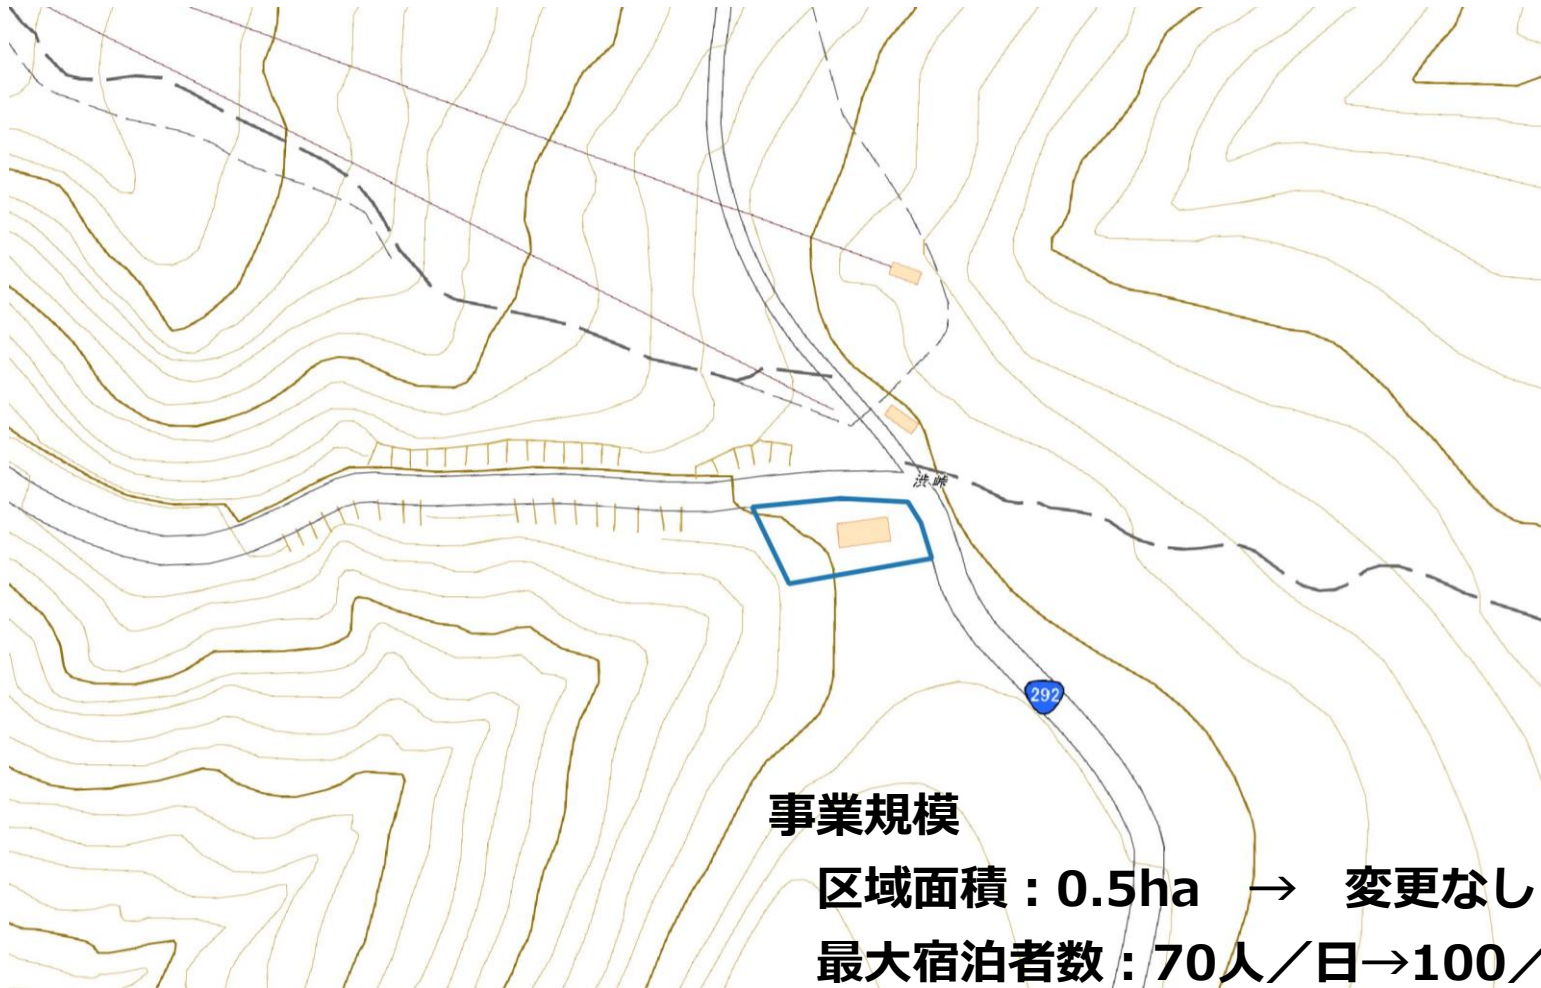 渋峠
292
事業規模
区域面積：0.5ha　→　変更なし
最大宿泊者数：70人／日→100／